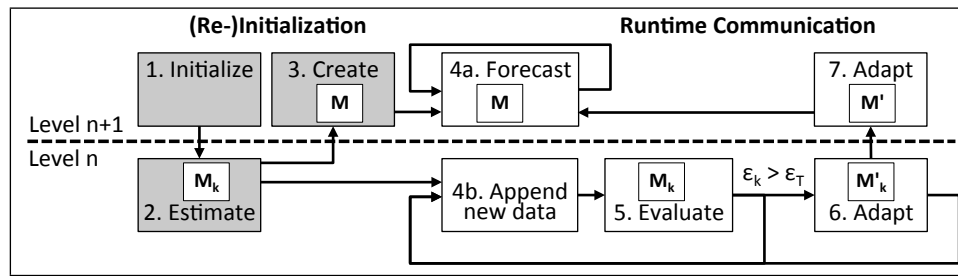 (Re-)Initialization
Runtime Communication
1. Initialize
3. Create
M
4a. Forecast
M
7. Adapt
M'
Level n+1
Level n
Mₖ
2. Estimate
4b. Append
new data
Mₖ
5. Evaluate
εₖ > ε_T
M'ₖ
6. Adapt